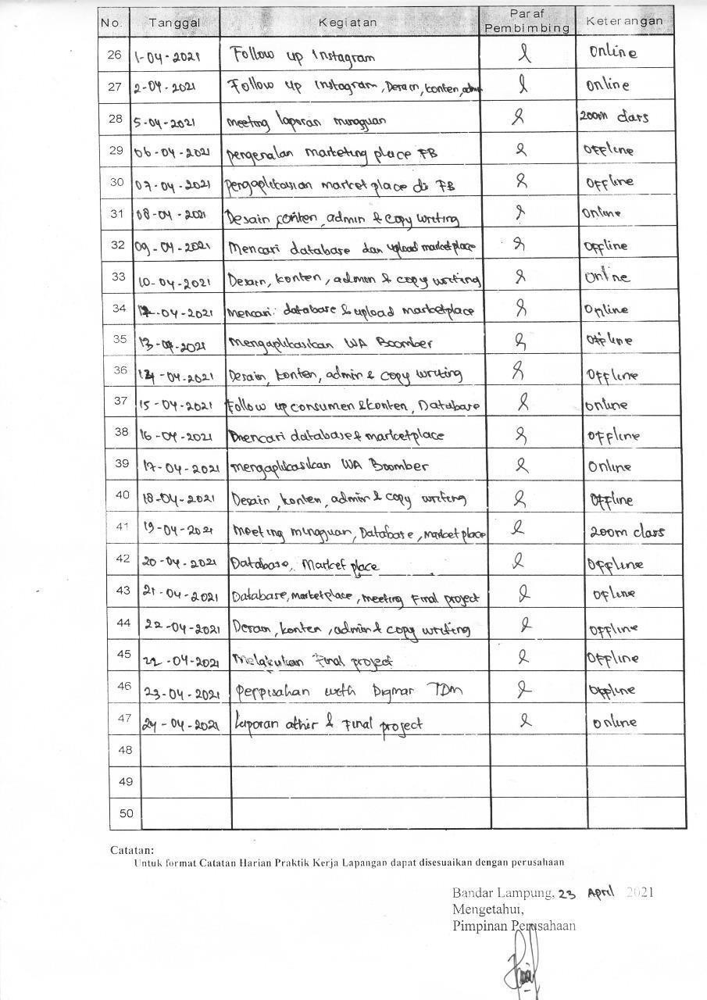 No. Tanggal Kegiatan Paraf Pembimbing Keterangan
26 1-04-2021 Follow up Instagram Online
27 2-04-2021 Follow up Instagram, Desain, konten, admin Online
28 5-04-2021 meeting laporan mingguan zoom class
29 06-04-2021 pengenalan marketing place FB Offline
30 07-04-2021 pengaplikasian market place di FB Offline
31 08-04-2021 Desain conten, admin & copy writing Online
32 09-04-2021 Mencari database dan upload marketplace Offline
33 10-04-2021 Desain, konten, admin & copy writing Online
34 12-04-2021 mencari database & upload marketplace Online
35 13-04-2021 Mengaplikasikan WA Boomber Offline
36 14-04-2021 Desain, konten, admin & copy writing Offline
37 15-04-2021 Follow up consumen & konten, Database online
38 16-04-2021 mencari database & marketplace Offline
39 17-04-2021 mengaplikasikan WA Boomber Online
40 18-04-2021 Desain, konten, admin & copy writing Offline
41 19-04-2021 Meeting mingguan, Database, market place zoom class
42 20-04-2021 Database, Market place Offline
43 21-04-2021 Database, marketplace, meeting Final project Ofline
44 22-04-2021 Desain, konten, admin & copy writing Offline
45 22-04-2021 Melakukan Final project Offline
46 23-04-2021 perpisahan with Digmar TDM Offline
47 24-04-2021 Laporan akhir & Final project online
48
49
50
Catatan:
Untuk format Catatan Harian Praktik Kerja Lapangan dapat disesuaikan dengan perusahaan
Bandar Lampung, 23 April 2021
Mengetahui,
Pimpinan Perusahaan